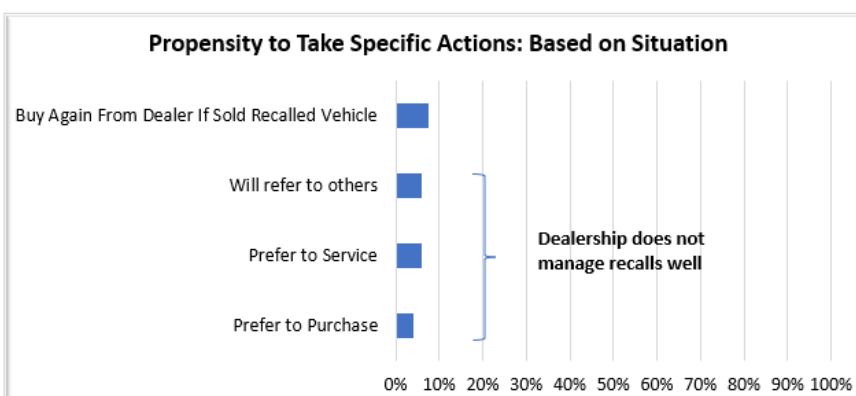 Propensity to Take Specific Actions: Based on Situation
Buy Again From Dealer If Sold Recalled Vehicle
Will refer to others
Dealership does not
manage recalls well
Prefer to Service
Prefer to Purchase
0% 10% 20% 30% 40% 50% 60% 70% 80% 90% 100%